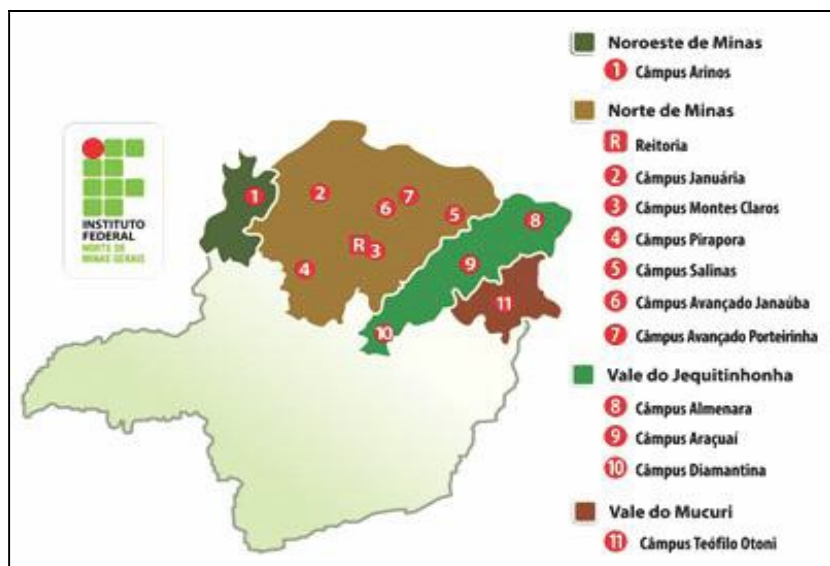 INSTITUTO
FEDERAL
NORTE DE
MINAS GERAIS
1
2
7
6
5
8
R
3
9
4
11
10
Noroeste de Minas
1 Câmpus Arinos
Norte de Minas
R Reitoria
2 Câmpus Januária
3 Câmpus Montes Claros
4 Câmpus Pirapora
5 Câmpus Salinas
6 Câmpus Avançado Janaúba
7 Câmpus Avançado Porteirinha
Vale do Jequitinhonha
8 Câmpus Almenara
9 Câmpus Araçuaí
10 Câmpus Diamantina
Vale do Mucuri
11 Câmpus Teófilo Otoni